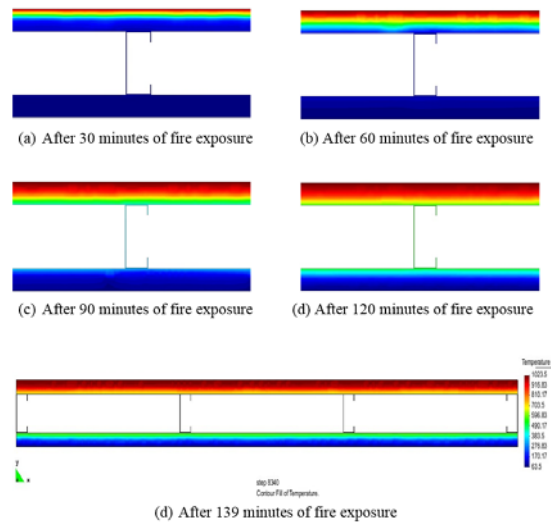 (a) After 30 minutes of fire exposure
(b) After 60 minutes of fire exposure
(c) After 90 minutes of fire exposure
(d) After 120 minutes of fire exposure
Temperature
1023.5
916.83
810.17
703.5
596.83
490.17
383.5
276.83
170.17
63.5
y
x
step 8340
Contour Fill of Temperature.
(d) After 139 minutes of fire exposure